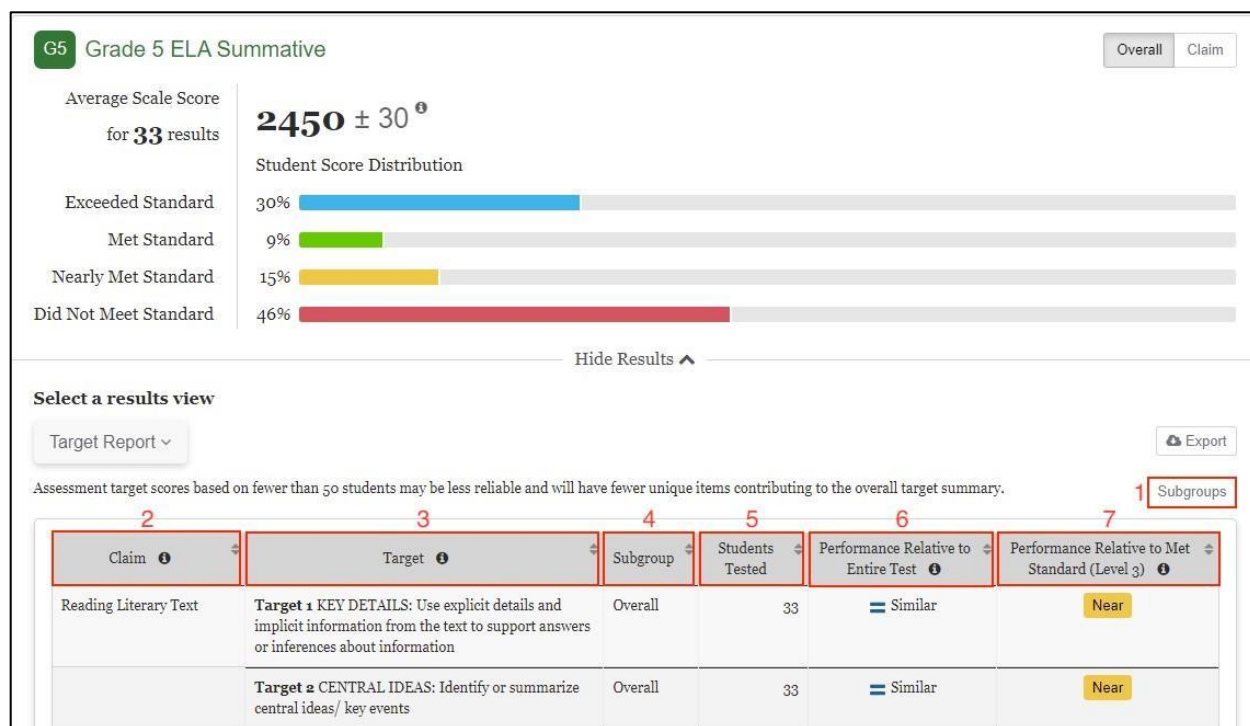 G5 Grade 5 ELA Summative
Overall Claim
Average Scale Score
for 33 results
2450 ± 30
Student Score Distribution
Exceeded Standard 30%
Met Standard 9%
Nearly Met Standard 15%
Did Not Meet Standard 46%
Hide Results
Select a results view
Target Report
Export
Assessment target scores based on fewer than 50 students may be less reliable and will have fewer unique items contributing to the overall target summary.
1 Subgroups
2 3 4 5 6 7
Claim
Target
Subgroup
Students
Tested
Performance Relative to
Entire Test
Performance Relative to Met
Standard (Level 3)
Reading Literary Text
Target 1 KEY DETAILS: Use explicit details and
implicit information from the text to support answers
or inferences about information
Overall
33
Similar
Near
Target 2 CENTRAL IDEAS: Identify or summarize
central ideas/ key events
Overall
33
Similar
Near